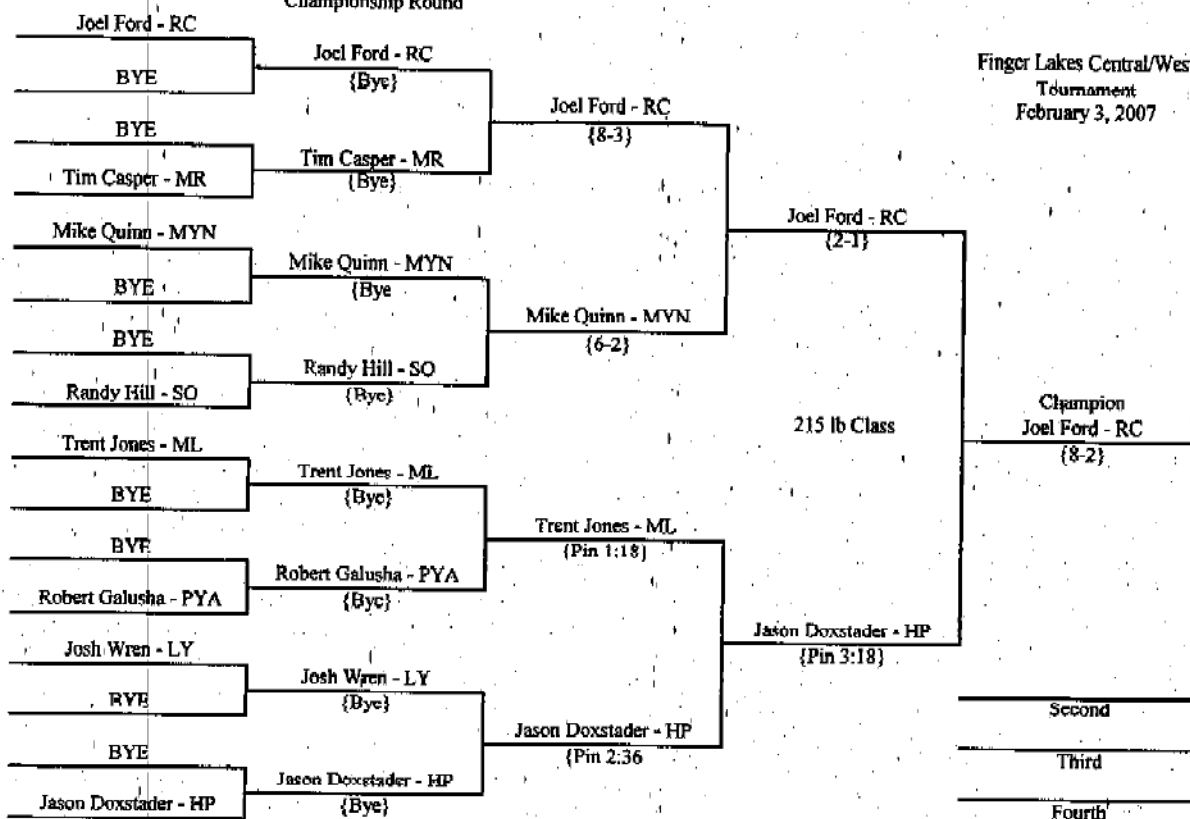 Championship Round
Joel Ford - RC
BYE
BYE
Tim Casper - MR
Mike Quinn - MYN
BYE
BYE
Randy Hill - SO
Trent Jones - ML
BYE
BYE
Robert Galusha - PYA
Josh Wren - LY
BYE
BYE
Jason Doxstader - HP
Joel Ford - RC
{Bye}
Tim Casper - MR
{Bye}
Mike Quinn - MYN
{Bye
Randy Hill - SO
{Bye}
Trent Jones - ML
{Bye}
Robert Galusha - PYA
{Bye}
Josh Wren - LY
{Bye}
Jason Doxstader - HP
{Bye}
Joel Ford - RC
{8-3}
Mike Quinn - MYN
{6-2}
Trent Jones - ML
{Pin 1:18}
Jason Doxstader - HP
{Pin 2:36
Joel Ford - RC
{2-1}
215 lb Class
Jason Doxstader - HP
{Pin 3:18}
Finger Lakes Central/Wes
Tournament
February 3, 2007
Champion
Joel Ford - RC
{8-2}
Second
Third
Fourth